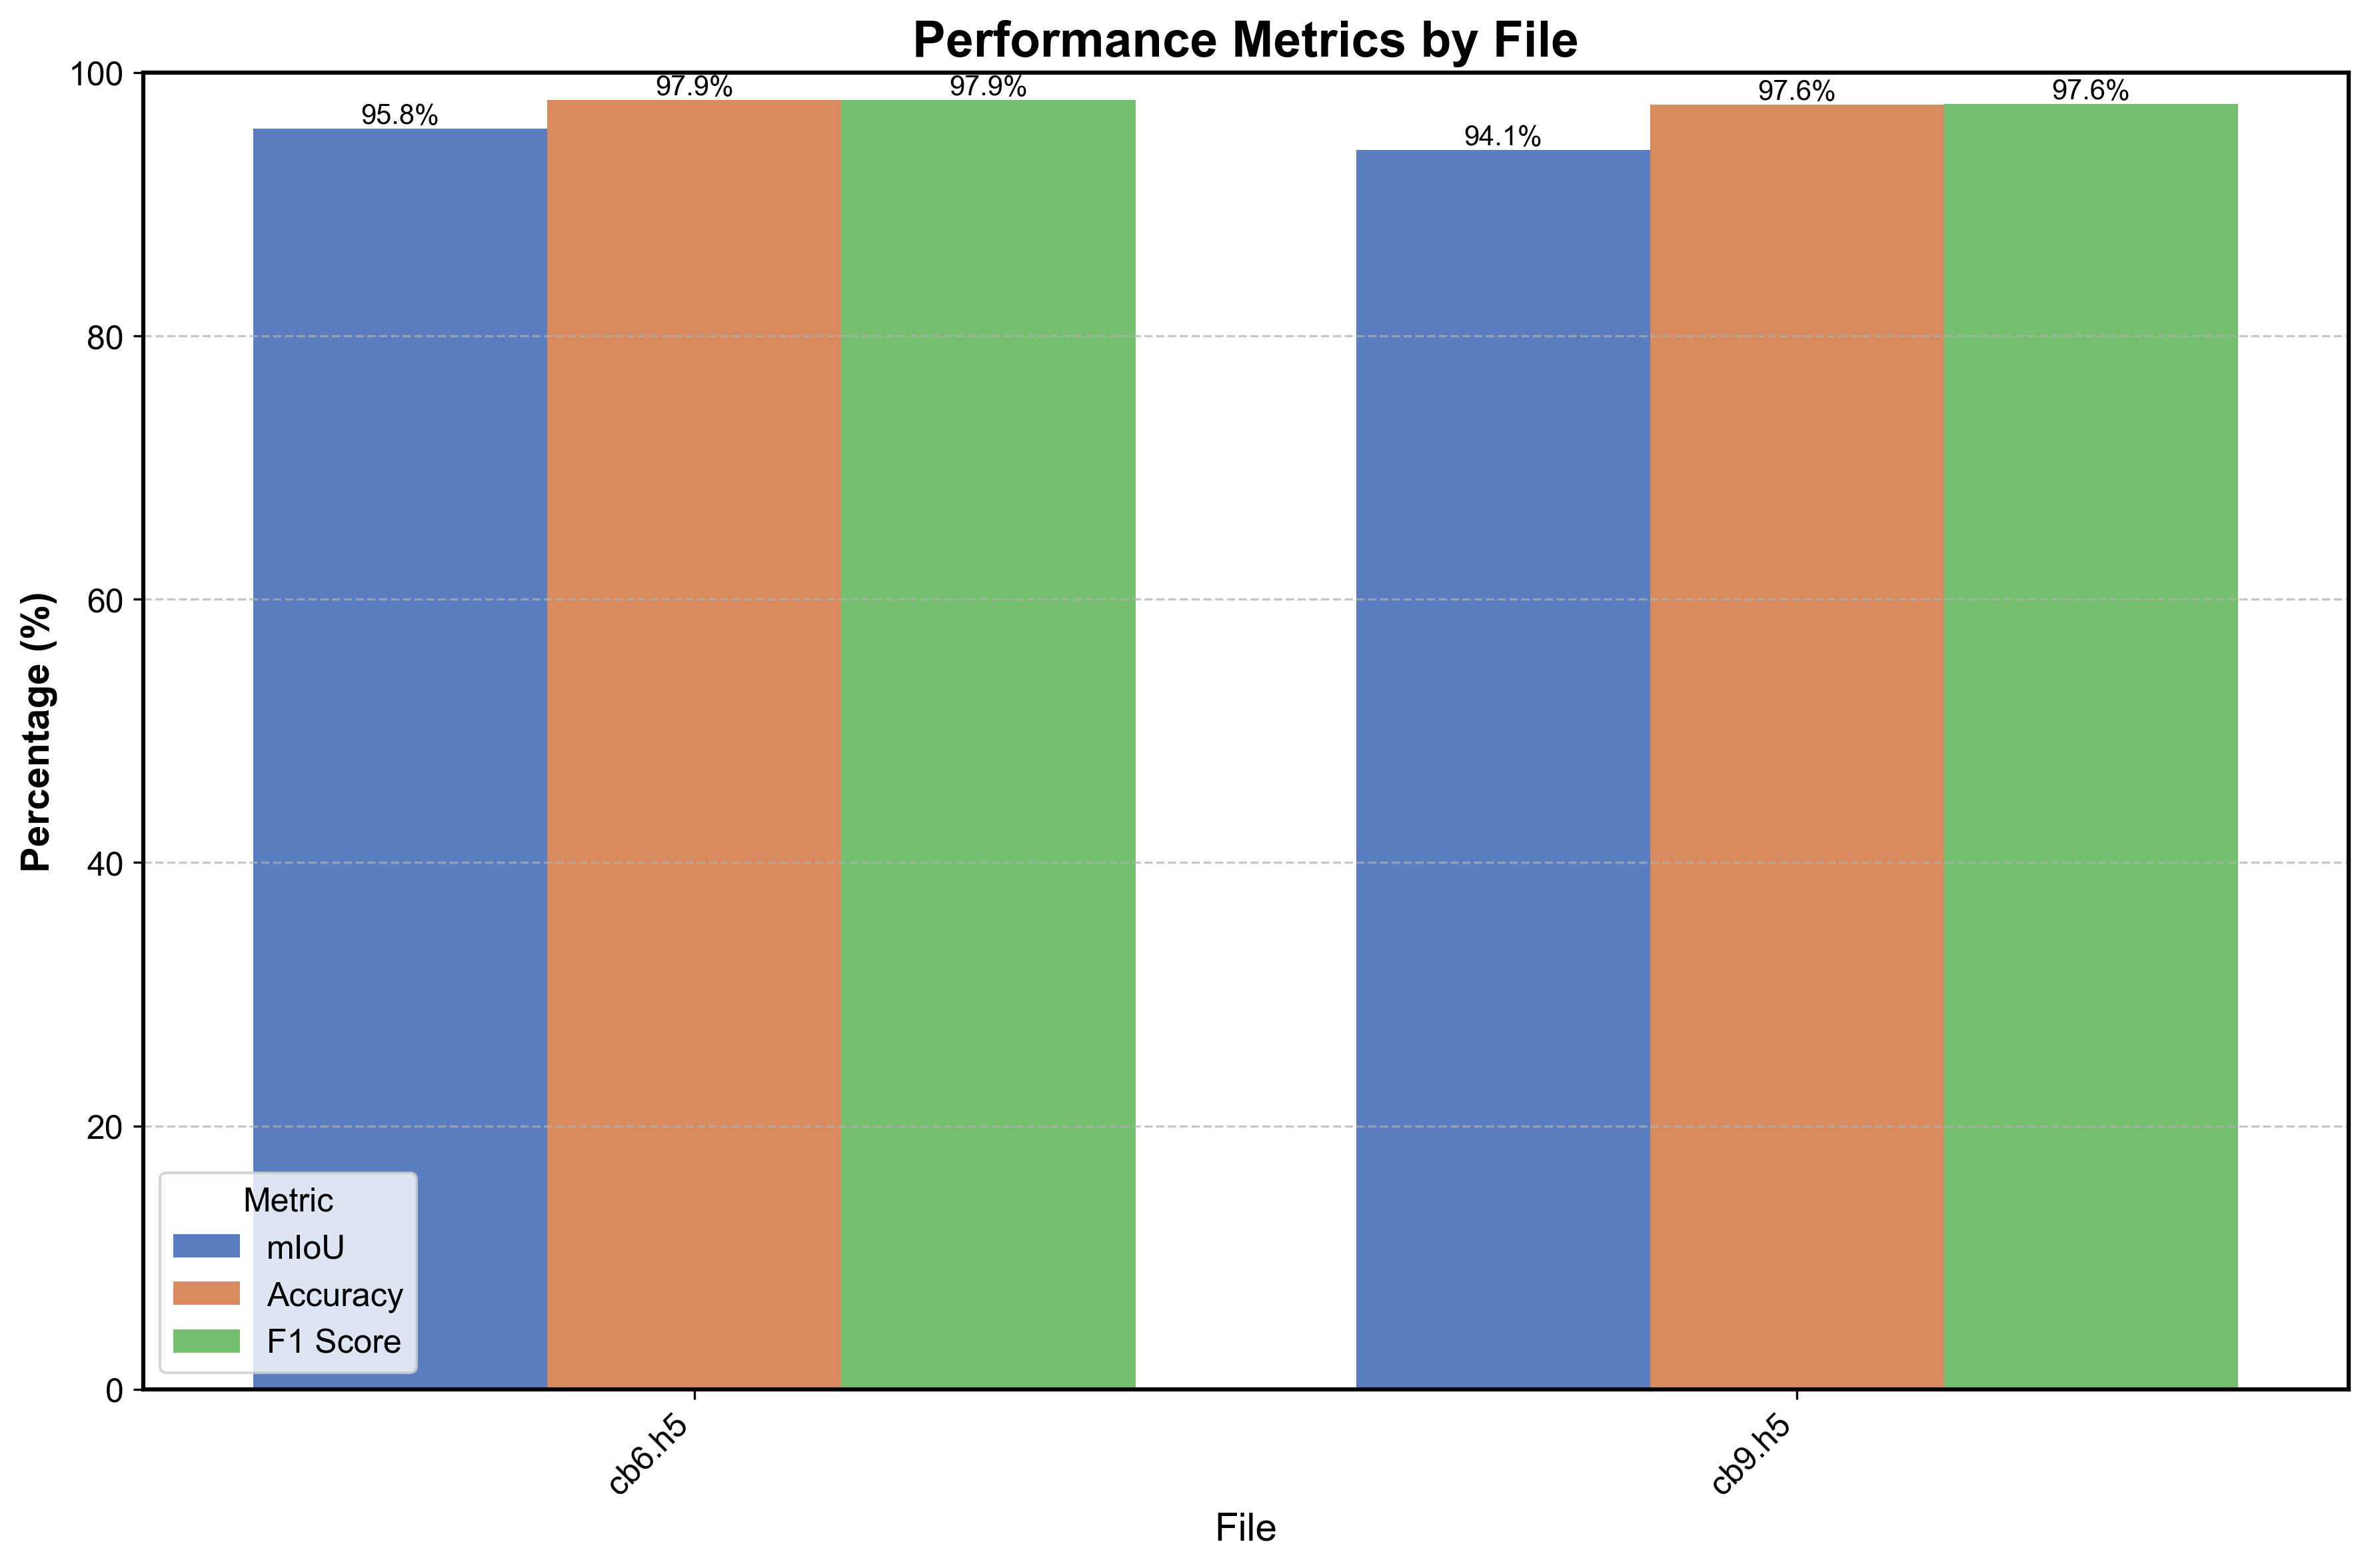 Performance Metrics by File
100
80
60
40
20
0
Percentage (%)
95.8%
97.9%
97.9%
94.1%
97.6%
97.6%
Metric
mIoU
Accuracy
F1 Score
cb6.h5
cb9.h5
File